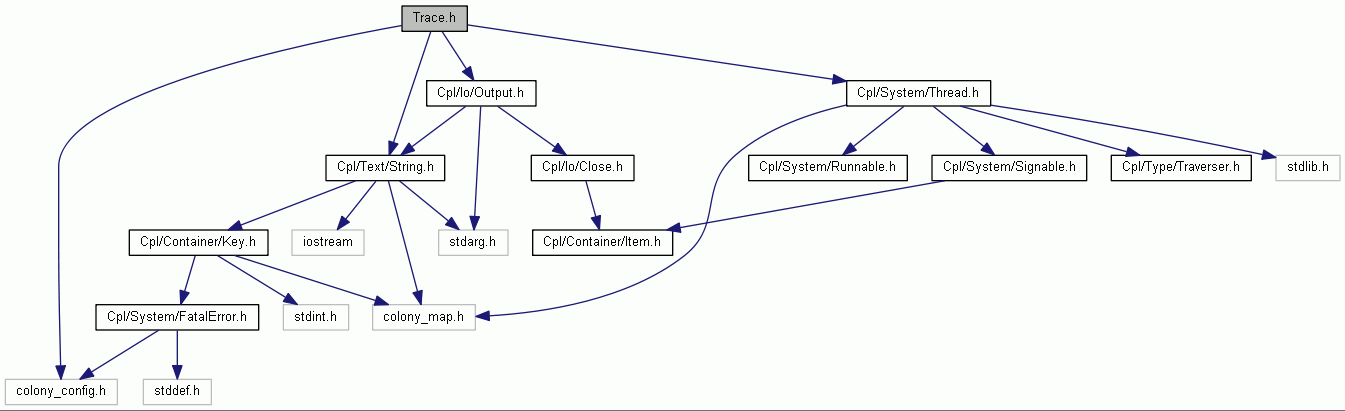 Trace.h
Cpl/Io/Output.h
Cpl/System/Thread.h
Cpl/Text/String.h
Cpl/Io/Close.h
Cpl/System/Runnable.h
Cpl/System/Signable.h
Cpl/Type/Traverser.h
stdlib.h
Cpl/Container/Key.h
iostream
stdarg.h
Cpl/Container/Item.h
Cpl/System/FatalError.h
stdint.h
colony_map.h
colony_config.h
stddef.h